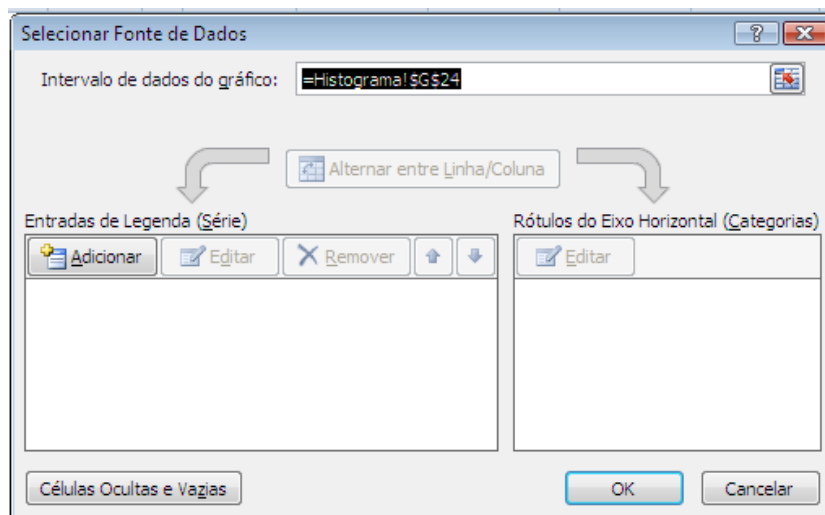 Selecionar Fonte de Dados
Intervalo de dados do gráfico: =Histograma!$G$24
Alternar entre Linha/Coluna
Entradas de Legenda (Série)
Adicionar Editar Remover
Rótulos do Eixo Horizontal (Categorias)
Editar
Células Ocultas e Vazias
OK Cancelar